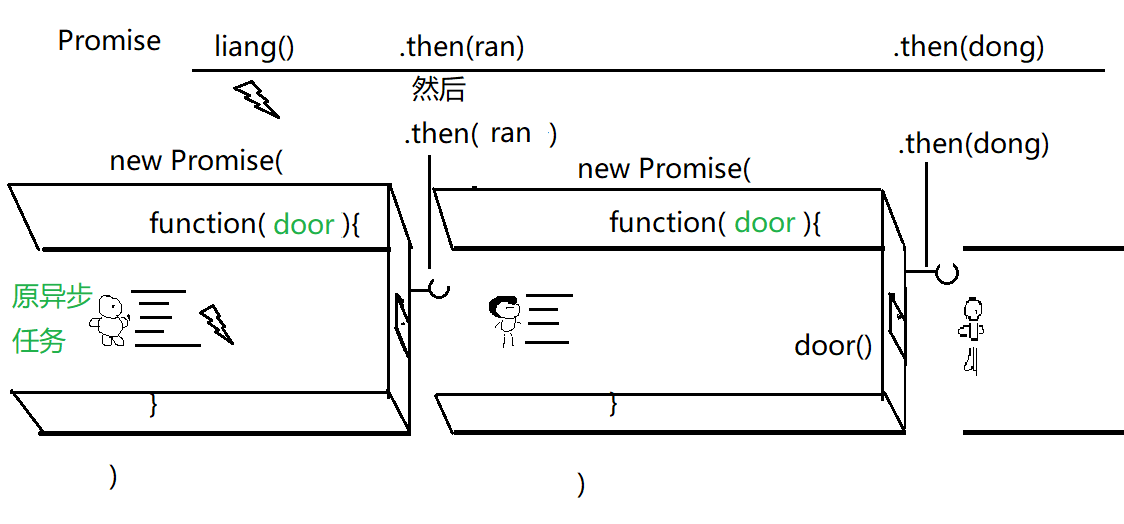 Promise liang() .then(ran) .then(dong)
然后
.then( ran ) .then(dong)
new Promise( new Promise(
function( door ){ function( door ){
原异步
任务
door()
} }
) )